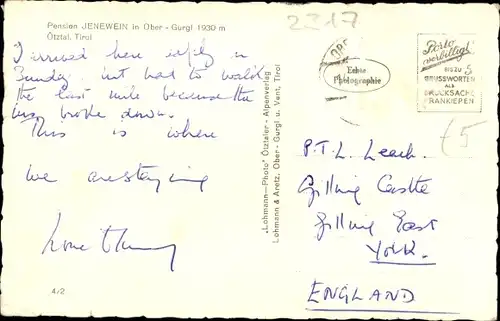 Pension JENEWEIN in Ober - Gurgl 1930 m
Ötztal, Tirol
2217
I arrived here safely on
Sunday. but had to walk
the last mile because the
bus broke down.
This is where
we are staying
Love
4/2
"Lohmann-Photo" Ötztaler - Alpenverlag
Lohmann & Aretz, Ober - Gurgl u. Vent, Tirol
Echte
Photographie
Porto
verbilligt
BIS ZU 5
GRUSSWORTEN
ALS
DRUCKSACHE
FRANKIEREN
P.T.L. Leach.
Gilling Castle
Gilling East
YORK.
ENGLAND